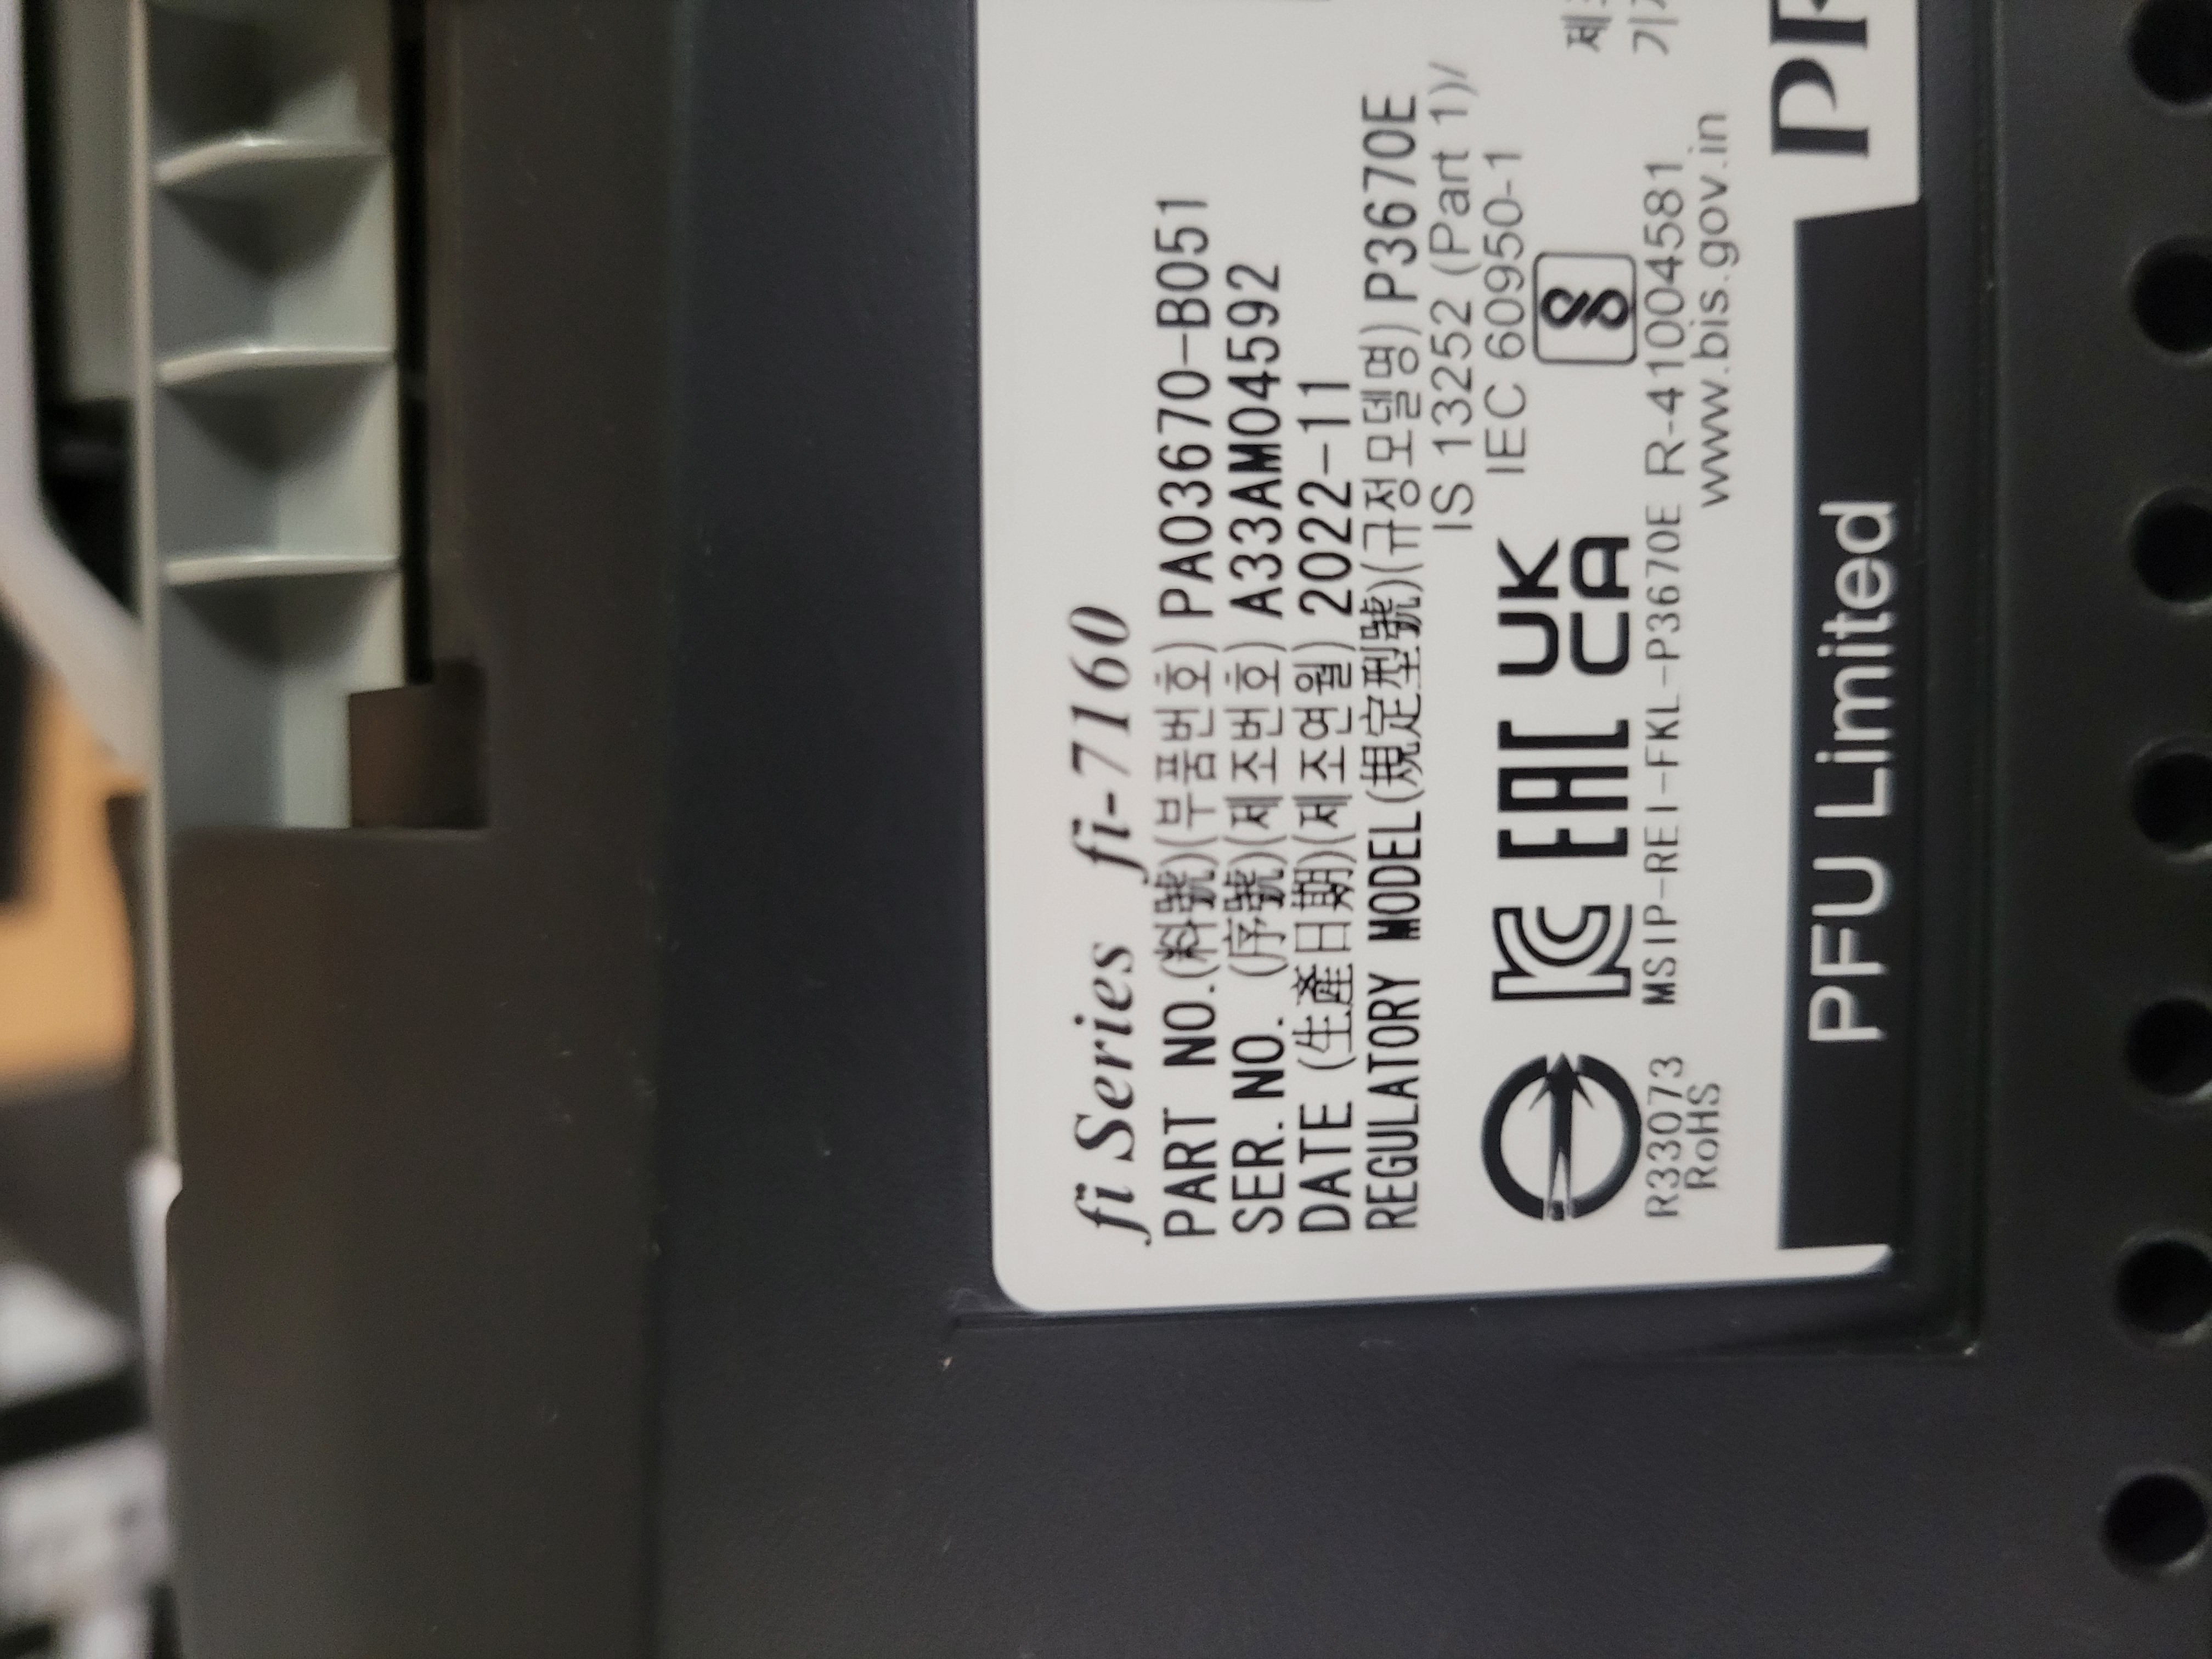 fi Series fi-7160
PART NO.(料號)(부품번호) PA03670-B051
SER.NO. (序號)(제조번호) A33AM04592
DATE (生產日期)(제조연월) 2022-11
REGULATORY MODEL(規定型號)(규정모델명) P3670E
IS 13252 (Part 1)/
IEC 60950-1
EAC UK CA
R33073 MSIP-REI-FKL-P3670E R-41004581
RoHS www.bis.gov.in
PFU Limited